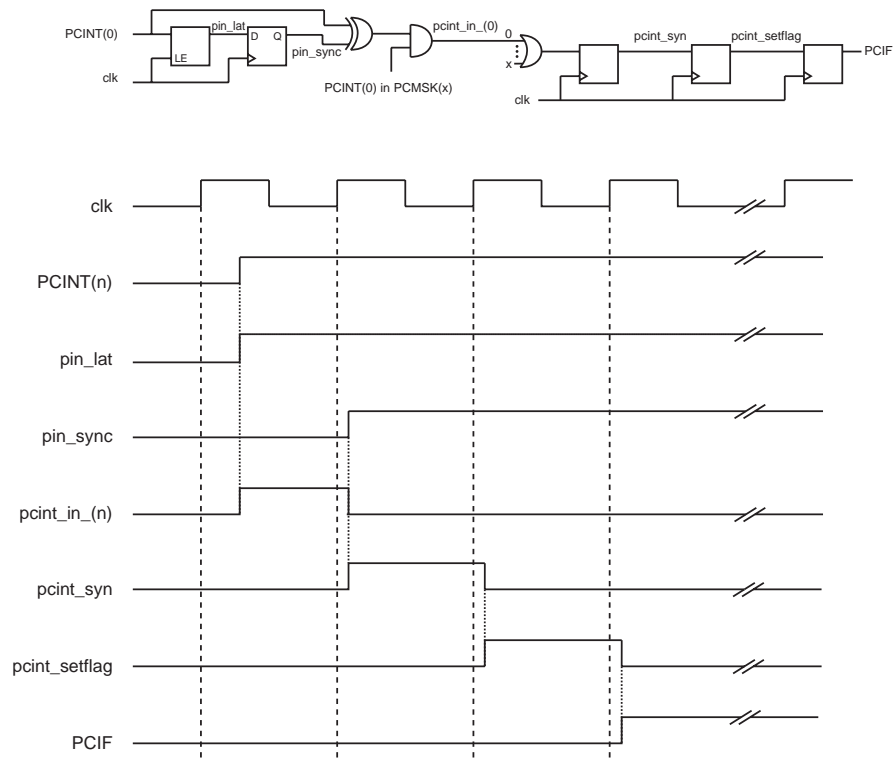 PCINT(0)
pin_lat
D Q
LE
clk
pin_sync
pcint_in_(0)
PCINT(0) in PCMSK(x)
0
x
clk
pcint_syn
pcint_setflag
PCIF
clk
PCINT(n)
pin_lat
pin_sync
pcint_in_(n)
pcint_syn
pcint_setflag
PCIF